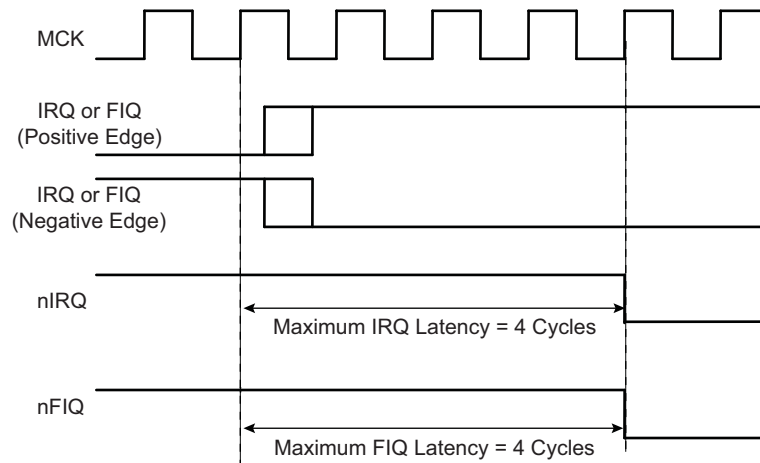 MCK
IRQ or FIQ
(Positive Edge)
IRQ or FIQ
(Negative Edge)
nIRQ
Maximum IRQ Latency = 4 Cycles
nFIQ
Maximum FIQ Latency = 4 Cycles